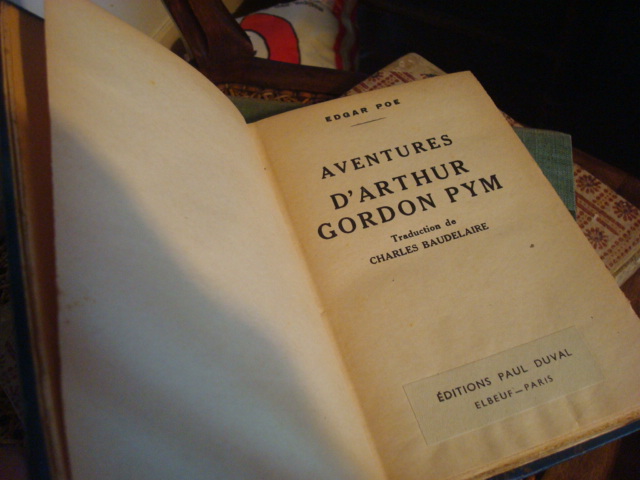 EDGAR POE
AVENTURES
D'ARTHUR
GORDON PYM
Traduction de
CHARLES BAUDELAIRE
ÉDITIONS PAUL DUVAL
ELBEUF—PARIS